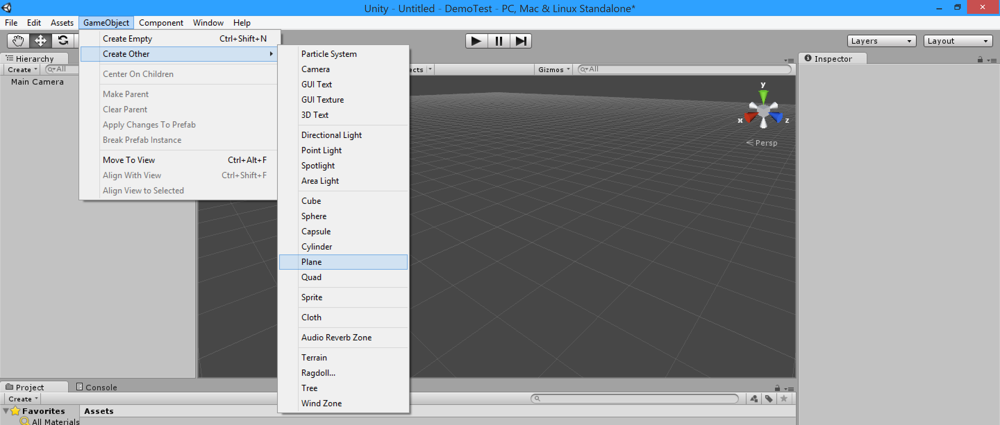 Unity - Untitled - DemoTest - PC, Mac & Linux Standalone*
File Edit Assets GameObject Component Window Help
Layers Layout
Create Empty Ctrl+Shift+N
Create Other
Center On Children
Make Parent
Clear Parent
Apply Changes To Prefab
Break Prefab Instance
Move To View Ctrl+Alt+F
Align With View Ctrl+Shift+F
Align View to Selected
Particle System
Camera
GUI Text
GUI Texture
3D Text
Directional Light
Point Light
Spotlight
Area Light
Cube
Sphere
Capsule
Cylinder
Plane
Quad
Sprite
Cloth
Audio Reverb Zone
Terrain
Ragdoll...
Tree
Wind Zone
Hierarchy
Create All
Main Camera
Gizmos All
y
x z
Persp
Inspector
Project Console
Create
Favorites Assets
All Materials